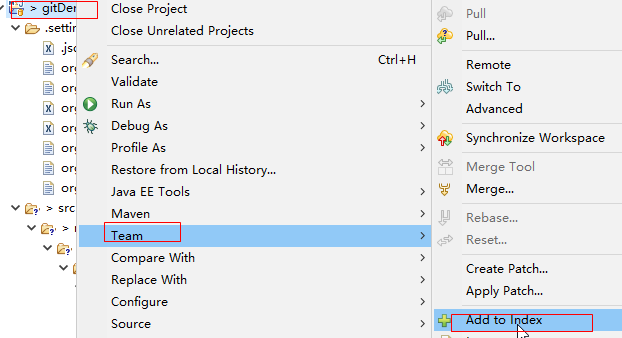 > gitDer
.settin
.jsc
org
org
org
org
org
org
> src
> r
Close Project
Close Unrelated Projects
Search... Ctrl+H
Validate
Run As
Debug As
Profile As
Restore from Local History...
Java EE Tools
Maven
Team
Compare With
Replace With
Configure
Source
Pull
Pull...
Remote
Switch To
Advanced
Synchronize Workspace
Merge Tool
Merge...
Rebase...
Reset...
Create Patch...
Apply Patch...
Add to Index